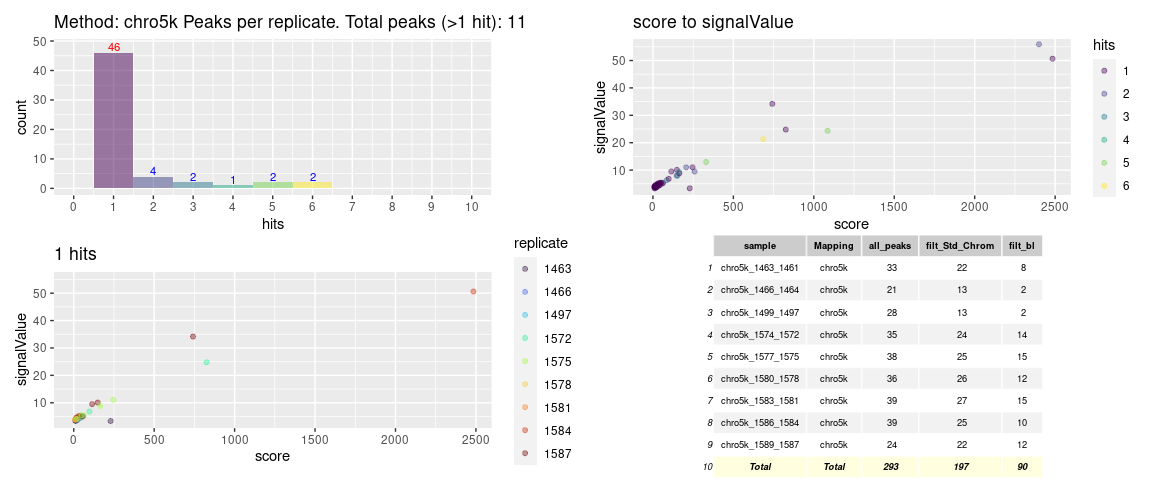 Method: chro5k Peaks per replicate. Total peaks (>1 hit): 11
50
40
30
20
10
0
count
46
4
2
1
2
2
0 1 2 3 4 5 6 7 8 9 10
hits
score to signalValue
50
40
30
20
10
signalValue
0 500 1000 1500 2000 2500
score
hits
1
2
3
4
5
6
1 hits
50
40
30
20
10
signalValue
0 500 1000 1500 2000 2500
score
replicate
1463
1466
1497
1572
1575
1578
1581
1584
1587
sample Mapping all_peaks filt_Std_Chrom filt_bl
1 chro5k_1463_1461 chro5k 33 22 8
2 chro5k_1466_1464 chro5k 21 13 2
3 chro5k_1499_1497 chro5k 28 13 2
4 chro5k_1574_1572 chro5k 35 24 14
5 chro5k_1577_1575 chro5k 38 25 15
6 chro5k_1580_1578 chro5k 36 26 12
7 chro5k_1583_1581 chro5k 39 27 15
8 chro5k_1586_1584 chro5k 39 25 10
9 chro5k_1589_1587 chro5k 24 22 12
10 Total Total 293 197 90